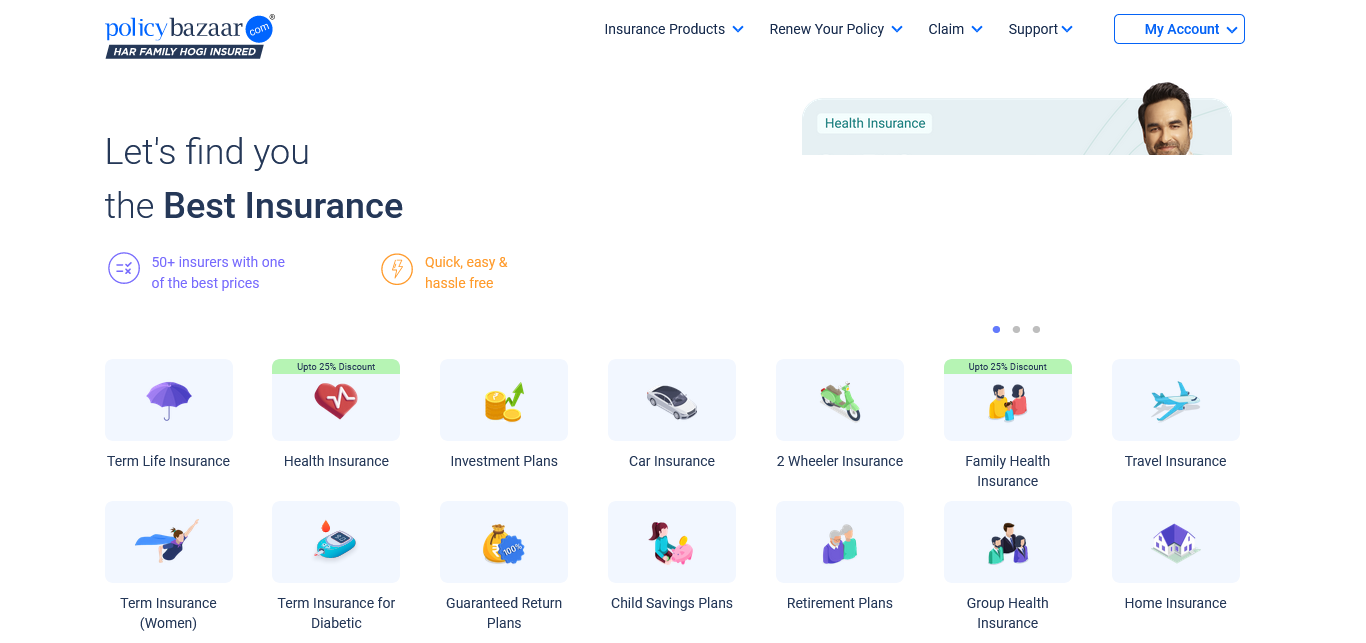 policybazaar.com®
HAR FAMILY HOGI INSURED
Insurance Products
Renew Your Policy
Claim
Support
My Account
Health Insurance
Let's find you
the Best Insurance
50+ insurers with one
of the best prices
Quick, easy &
hassle free
Upto 25% Discount
Upto 25% Discount
Term Life Insurance
Health Insurance
Investment Plans
Car Insurance
2 Wheeler Insurance
Family Health
Insurance
Travel Insurance
100%
Term Insurance
(Women)
Term Insurance for
Diabetic
Guaranteed Return
Plans
Child Savings Plans
Retirement Plans
Group Health
Insurance
Home Insurance